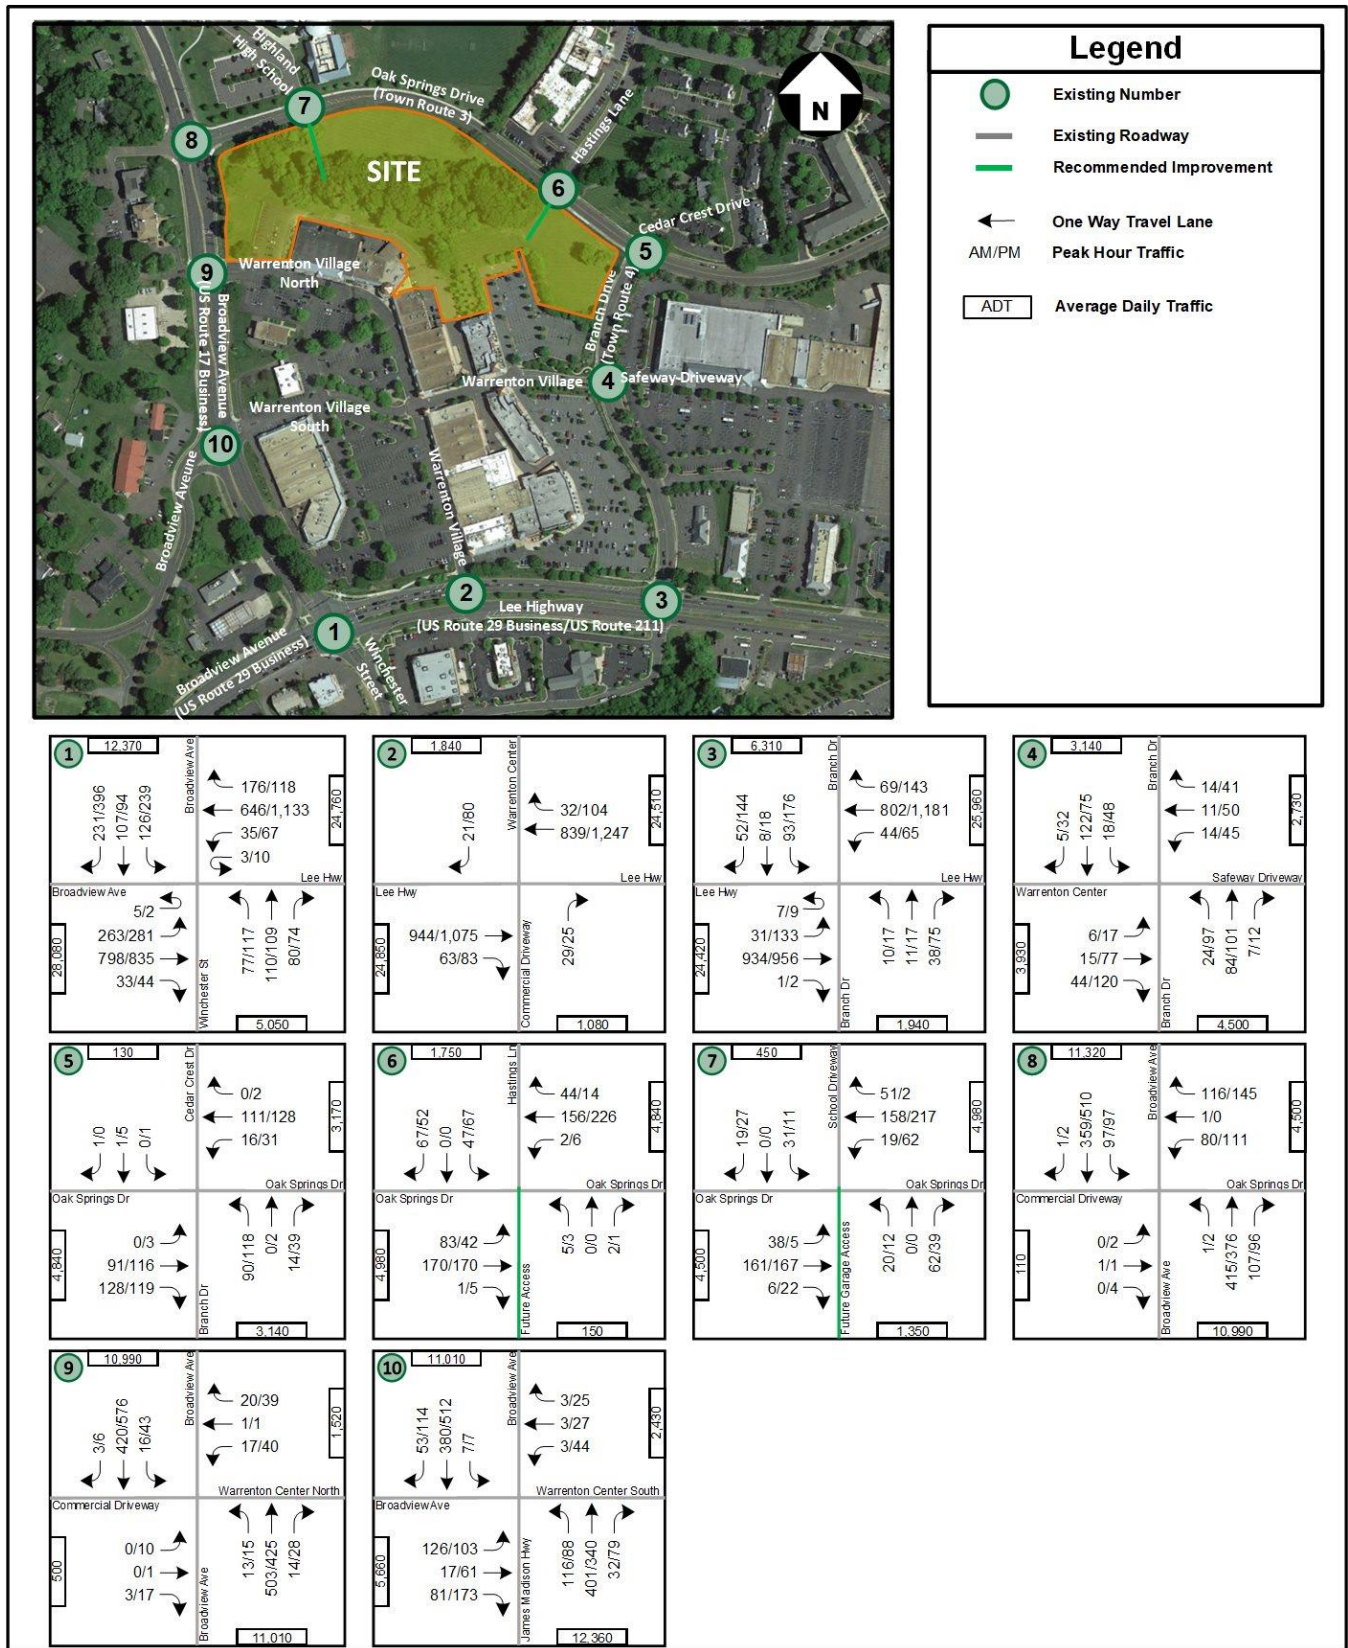 Legend
Existing Number
Existing Roadway
Recommended Improvement
One Way Travel Lane
AM/PM Peak Hour Traffic
ADT Average Daily Traffic
Highland
High School
Oak Springs Drive
(Town Route 3)
Hastings Lane
N
7
8
SITE
6
Cedar Crest Drive
5
Warrenton Village
North
9
Branch Drive
(Town Route 4)
Broadview Avenue
(US Route 17 Business)
Warrenton Village
4
Safeway Driveway
Warrenton Village
South
10
Broadview Aveune
Warrenton Village
2
3
Lee Highway
(US Route 29 Business/US Route 211)
1
Broadview Avenue
(US Route 29 Business)
Winchester
Street
1
12,370
Broadview Ave
231/396
107/94
126/239
176/118
646/1,133
35/67
3/10
24,760
Lee Hwy
Broadview Ave
5/2
263/281
798/835
33/44
28,080
Winchester St
77/117
110/109
80/74
5,050
2
1,840
Warrenton Center
21/80
32/104
839/1,247
24,510
Lee Hwy
Lee Hwy
944/1,075
63/83
24,850
Commercial Driveway
29/25
1,080
3
6,310
Branch Dr
52/144
8/18
93/176
69/143
802/1,181
44/65
25,960
Lee Hwy
Lee Hwy
7/9
31/133
934/956
1/2
24,420
Branch Dr
10/17
11/17
38/75
1,940
4
3,140
Branch Dr
5/32
122/75
18/48
14/41
11/50
14/45
2,730
Warrenton Center
Safeway Driveway
6/17
15/77
44/120
3,930
Branch Dr
24/97
84/101
7/12
4,500
5
130
Cedar Crest Dr
1/0
1/5
0/1
0/2
111/128
16/31
3,170
Oak Springs Dr
Oak Springs Dr
0/3
91/116
128/119
4,840
Branch Dr
90/118
0/2
14/39
3,140
6
1,750
Hastings Ln
67/52
0/0
47/67
44/14
156/226
2/6
4,840
Oak Springs Dr
Oak Springs Dr
83/42
170/170
1/5
4,980
Future Access
5/3
0/0
2/1
150
7
450
School Driveway
19/27
0/0
31/11
51/2
158/217
19/62
4,980
Oak Springs Dr
Oak Springs Dr
38/5
161/167
6/22
4,500
Future Garage Access
20/12
0/0
62/39
1,350
8
11,320
Broadview Ave
1/2
359/510
97/97
116/145
1/0
80/111
4,500
Commercial Driveway
Oak Springs Dr
0/2
1/1
0/4
110
Broadview Ave
1/2
415/376
107/96
10,990
9
10,990
Broadview Ave
3/6
420/576
16/43
20/39
1/1
17/40
1,520
Commercial Driveway
Warrenton Center North
0/10
0/1
3/17
500
Broadview Ave
13/15
503/425
14/28
11,010
10
11,010
Broadview Ave
53/114
380/512
7/7
3/25
3/27
3/44
2,430
Broadview Ave
Warrenton Center South
126/103
17/61
81/173
5,660
James Madison Hwy
116/88
401/340
32/79
12,360